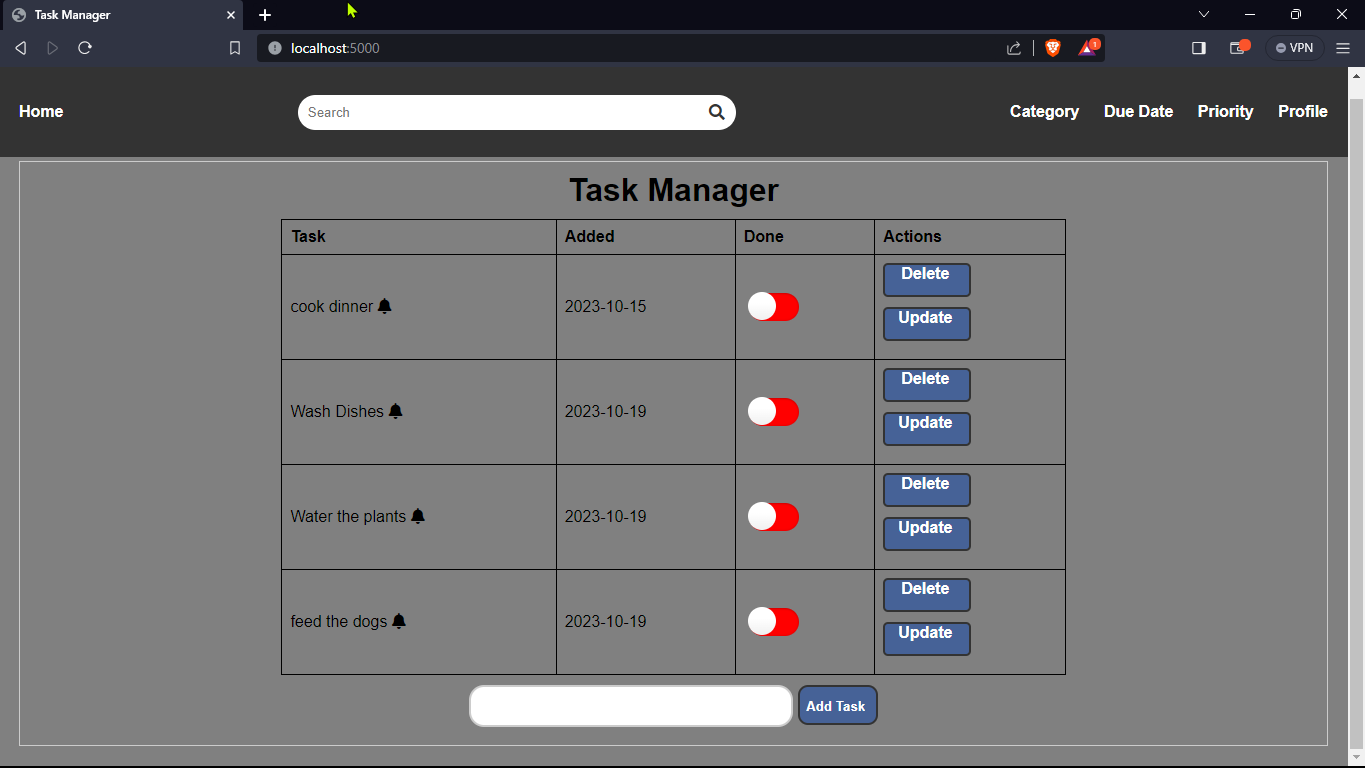 Task Manager
localhost:5000
1
VPN
Home
Search
Category Due Date Priority Profile
Task Manager
Task Added Done Actions
cook dinner 2023-10-15 Delete
Update
Wash Dishes 2023-10-19 Delete
Update
Water the plants 2023-10-19 Delete
Update
feed the dogs 2023-10-19 Delete
Update
Add Task